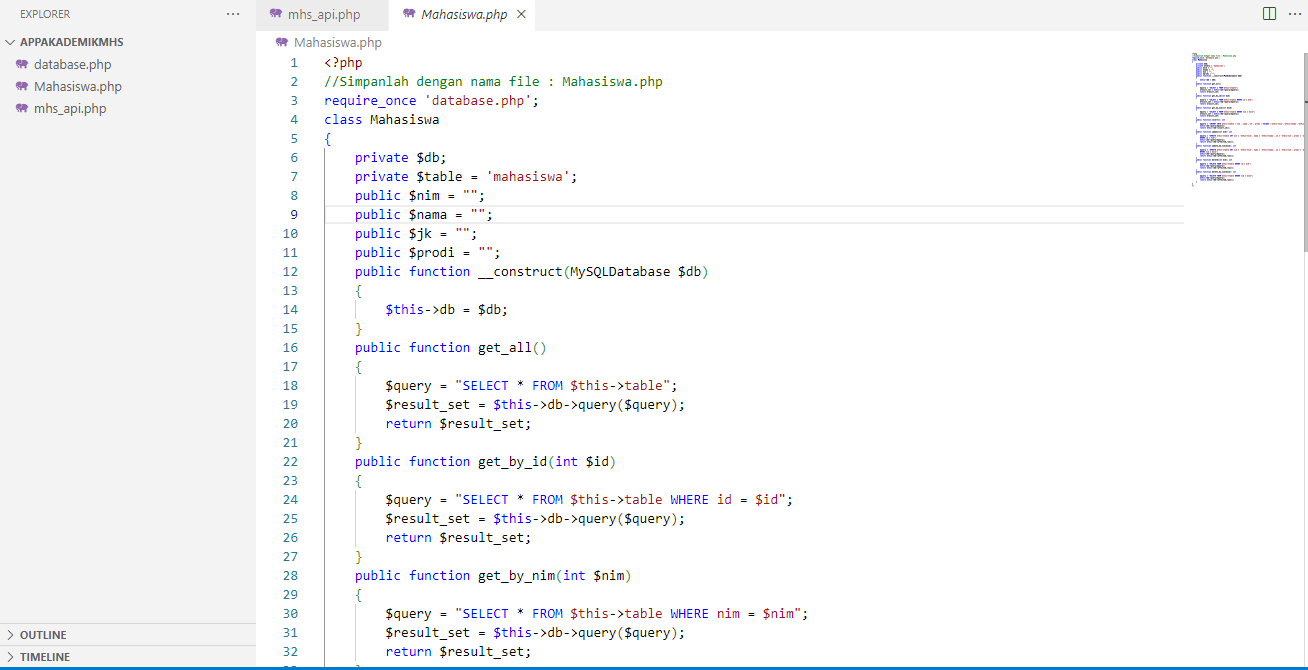 EXPLORER
mhs_api.php
Mahasiswa.php
APPAKADEMIKMHS
database.php
Mahasiswa.php
mhs_api.php
OUTLINE
TIMELINE
Mahasiswa.php
1 <?php
2 //Simpanlah dengan nama file : Mahasiswa.php
3 require_once 'database.php';
4 class Mahasiswa
5 {
6 private $db;
7 private $table = 'mahasiswa';
8 public $nim = "";
9 public $nama = "";
10 public $jk = "";
11 public $prodi = "";
12 public function __construct(MySQLDatabase $db)
13 {
14 $this->db = $db;
15 }
16 public function get_all()
17 {
18 $query = "SELECT * FROM $this->table";
19 $result_set = $this->db->query($query);
20 return $result_set;
21 }
22 public function get_by_id(int $id)
23 {
24 $query = "SELECT * FROM $this->table WHERE id = $id";
25 $result_set = $this->db->query($query);
26 return $result_set;
27 }
28 public function get_by_nim(int $nim)
29 {
30 $query = "SELECT * FROM $this->table WHERE nim = $nim";
31 $result_set = $this->db->query($query);
32 return $result_set;